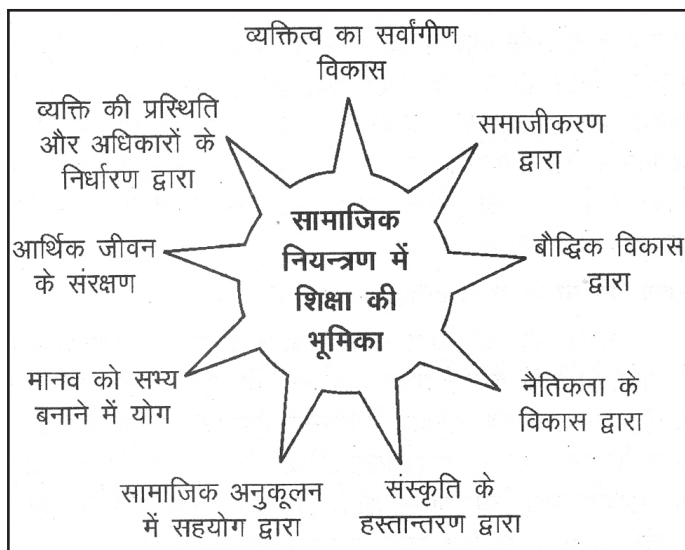 व्यक्तित्व का सर्वांगीण
विकास
समाजीकरण
द्वारा
बौद्धिक विकास
द्वारा
नैतिकता के
विकास द्वारा
संस्कृति के
हस्तान्तरण द्वारा
सामाजिक अनुकूलन
में सहयोग द्वारा
मानव को सभ्य
बनाने में योग
आर्थिक जीवन
के संरक्षण
व्यक्ति की प्रस्थिति
और अधिकारों के
निर्धारण द्वारा
सामाजिक
नियन्त्रण में
शिक्षा की
भूमिका